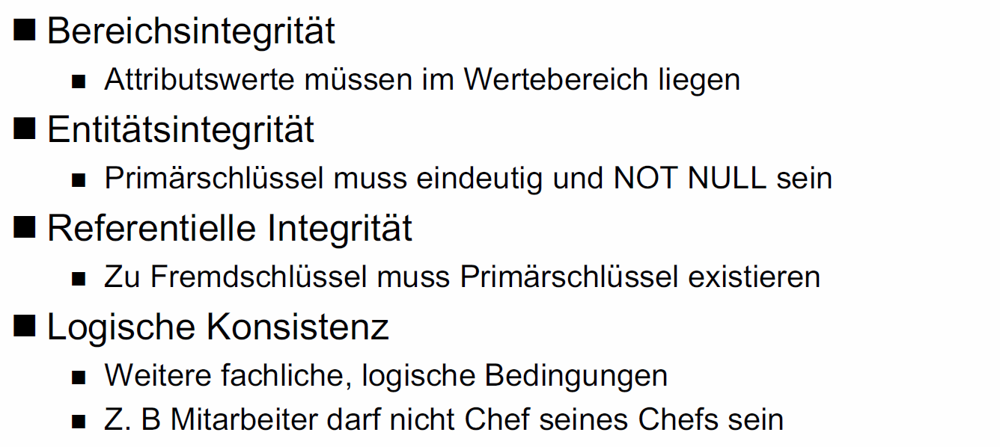 Bereichsintegrität
Attributswerte müssen im Wertebereich liegen
Entitätsintegrität
Primärschlüssel muss eindeutig und NOT NULL sein
Referentielle Integrität
Zu Fremdschlüssel muss Primärschlüssel existieren
Logische Konsistenz
Weitere fachliche, logische Bedingungen
Z. B Mitarbeiter darf nicht Chef seines Chefs sein